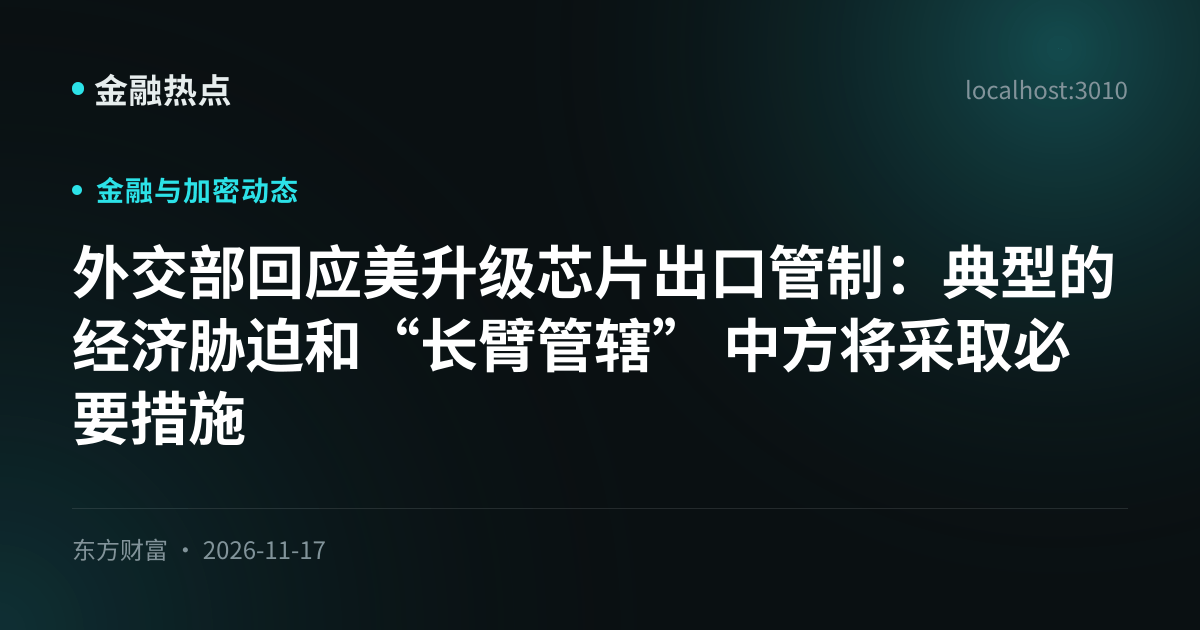 金融热点
localhost:3010
金融与加密动态
外交部回应美升级芯片出口管制：典型的
经济胁迫和“长臂管辖” 中方将采取必
要措施
东方财富 · 2026-11-17